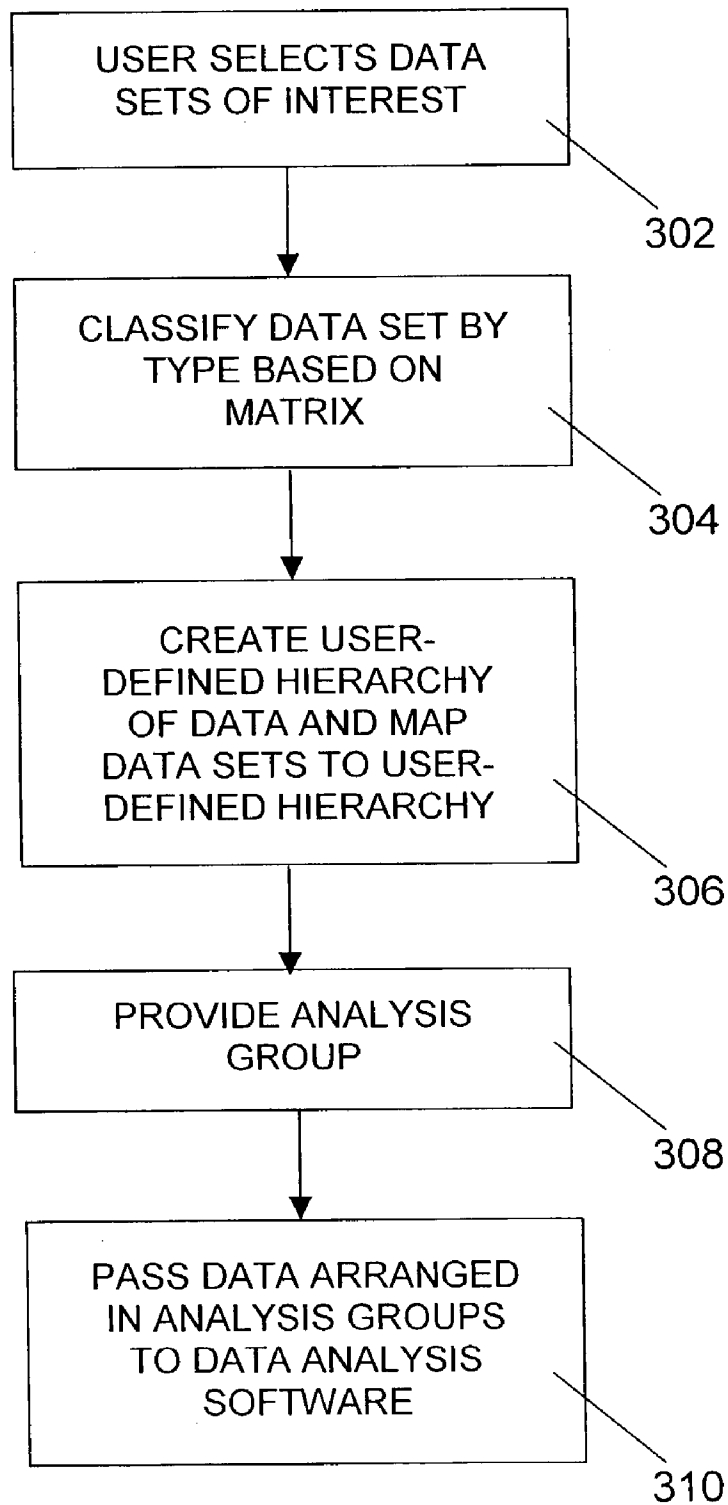 USER SELECTS DATA
SETS OF INTEREST
302
CLASSIFY DATA SET BY
TYPE BASED ON
MATRIX
304
CREATE USER-
DEFINED HIERARCHY
OF DATA AND MAP
DATA SETS TO USER-
DEFINED HIERARCHY
306
PROVIDE ANALYSIS
GROUP
308
PASS DATA ARRANGED
IN ANALYSIS GROUPS
TO DATA ANALYSIS
SOFTWARE
310